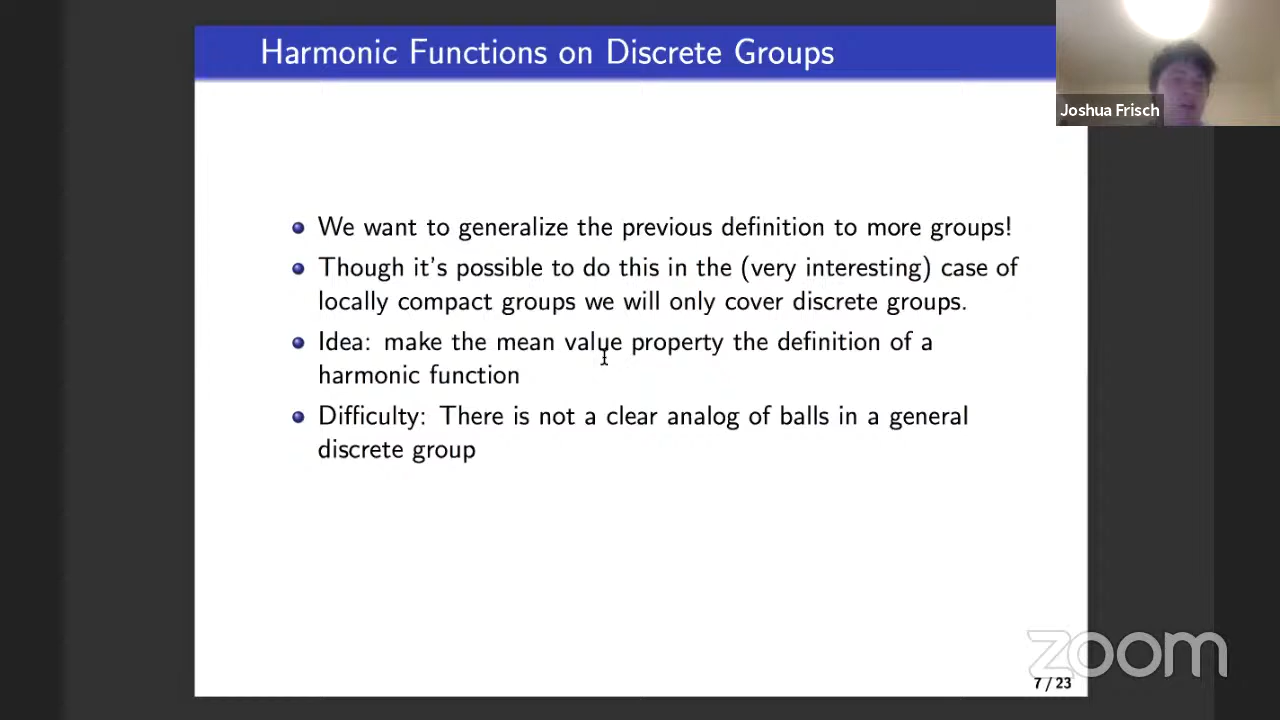 Harmonic Functions on Discrete Groups
Joshua Frisch
We want to generalize the previous definition to more groups!
Though it's possible to do this in the (very interesting) case of
locally compact groups we will only cover discrete groups.
Idea: make the mean value property the definition of a
harmonic function
Difficulty: There is not a clear analog of balls in a general
discrete group
zoom
7 / 23